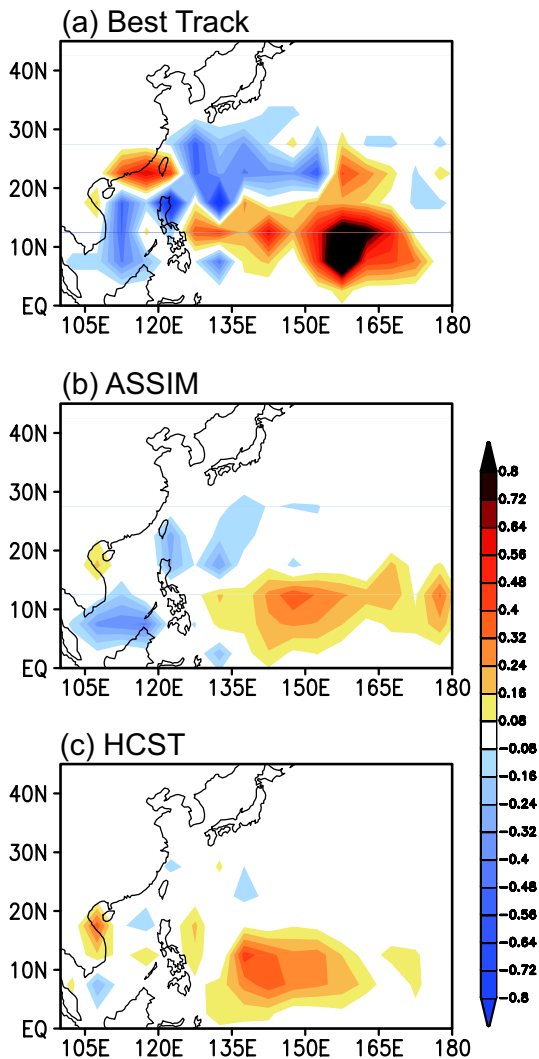 (a) Best Track
40N
30N
20N
10N
EQ
105E 120E 135E 150E 165E 180
(b) ASSIM
40N
30N
20N
10N
EQ
105E 120E 135E 150E 165E 180
(c) HCST
40N
30N
20N
10N
EQ
105E 120E 135E 150E 165E 180
0.8
0.72
0.64
0.56
0.48
0.4
0.32
0.24
0.16
0.08
-0.08
-0.16
-0.24
-0.32
-0.4
-0.48
-0.56
-0.64
-0.72
-0.8